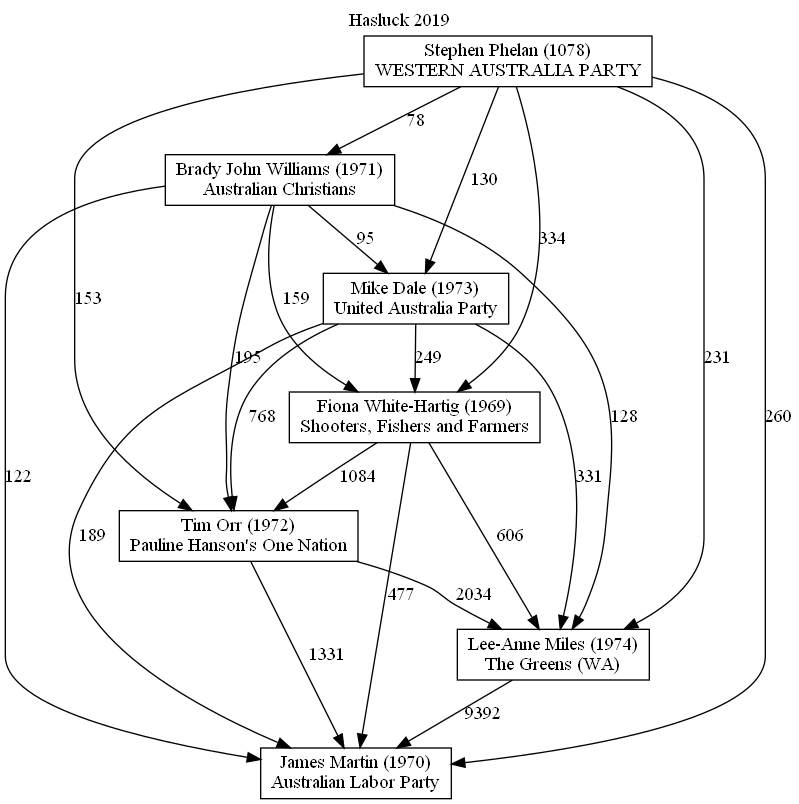 Hasluck 2019
Stephen Phelan (1078)
WESTERN AUSTRALIA PARTY
78
Brady John Williams (1971)
Australian Christians
130
334
95
Mike Dale (1973)
United Australia Party
153
159
195
249
231
Fiona White-Hartig (1969)
Shooters, Fishers and Farmers
768
128
260
122
1084
331
Tim Orr (1972)
Pauline Hanson's One Nation
189
606
477
2034
Lee-Anne Miles (1974)
The Greens (WA)
1331
9392
James Martin (1970)
Australian Labor Party